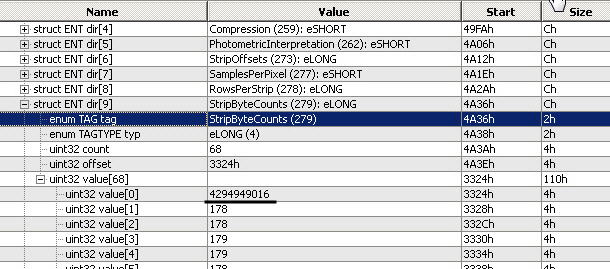 Name Value Start Size
struct ENT dir[4] Compression (259): eSHORT 49FAh Ch
struct ENT dir[5] PhotometricInterpretation (262): eSHORT 4A06h Ch
struct ENT dir[6] StripOffsets (273): eLONG 4A12h Ch
struct ENT dir[7] SamplesPerPixel (277): eSHORT 4A1Eh Ch
struct ENT dir[8] RowsPerStrip (278): eLONG 4A2Ah Ch
struct ENT dir[9] StripByteCounts (279): eLONG 4A36h Ch
enum TAG tag StripByteCounts (279) 4A36h 2h
enum TAGTYPE typ eLONG (4) 4A38h 2h
uint32 count 68 4A3Ah 4h
uint32 offset 3324h 4A3Eh 4h
uint32 value[68] 3324h 110h
uint32 value[0] 4294949016 3324h 4h
uint32 value[1] 178 3328h 4h
uint32 value[2] 178 332Ch 4h
uint32 value[3] 179 3330h 4h
uint32 value[4] 179 3334h 4h